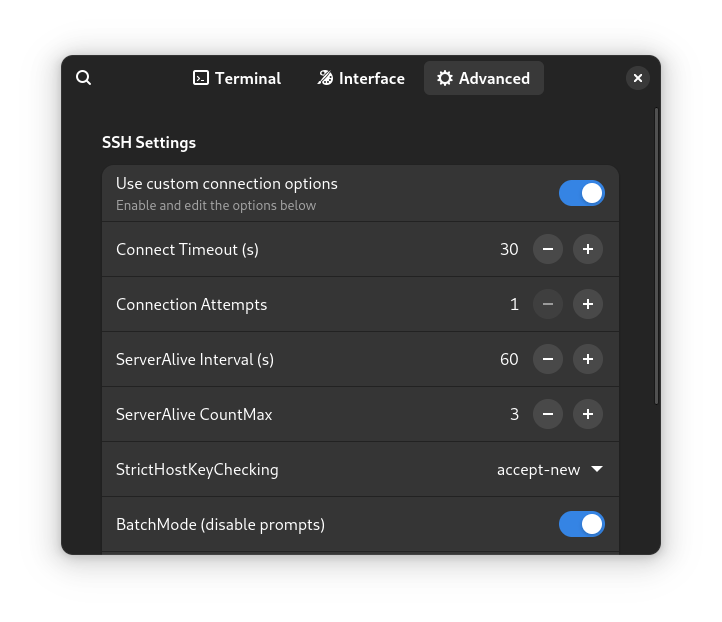 Terminal
Interface
Advanced
SSH Settings
Use custom connection options
Enable and edit the options below
Connect Timeout (s)
30
Connection Attempts
1
ServerAlive Interval (s)
60
ServerAlive CountMax
3
StrictHostKeyChecking
accept-new
BatchMode (disable prompts)